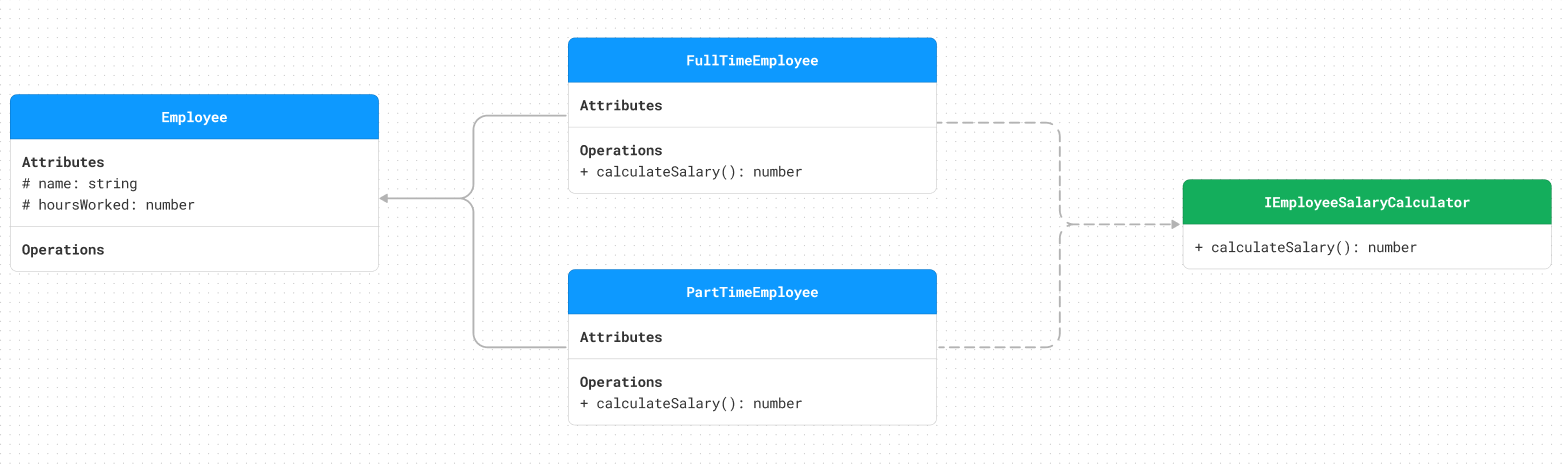 Employee
Attributes
# name: string
# hoursWorked: number
Operations
FullTimeEmployee
Attributes
Operations
+ calculateSalary(): number
PartTimeEmployee
Attributes
Operations
+ calculateSalary(): number
IEmployeeSalaryCalculator
+ calculateSalary(): number